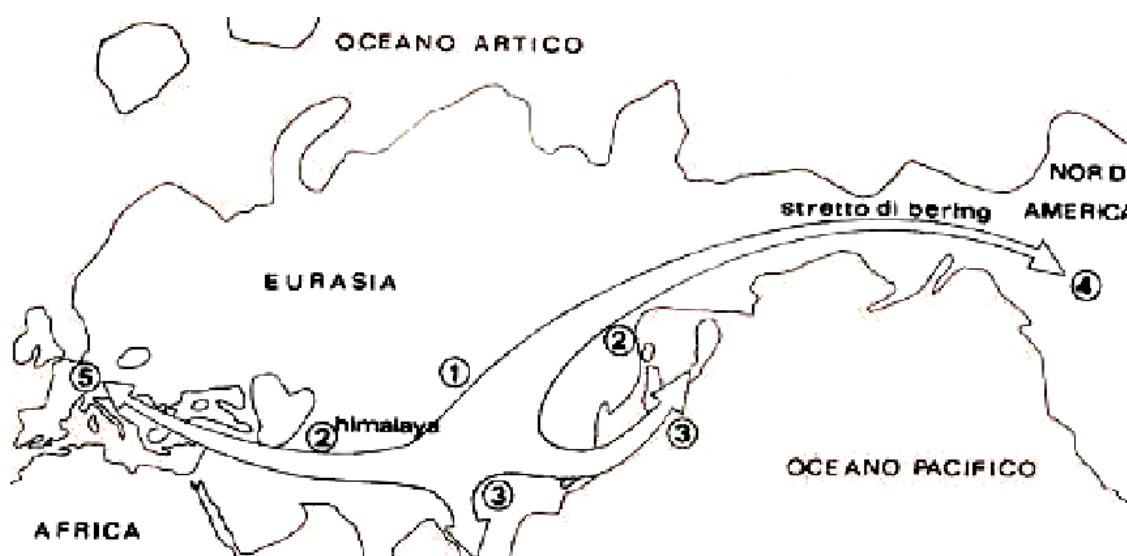 OCEANO ARTICO
NORD
AMERICA
stretto di bering
EURASIA
4
2
1
5
himalaya
2
3
OCEANO PACIFICO
3
AFRICA